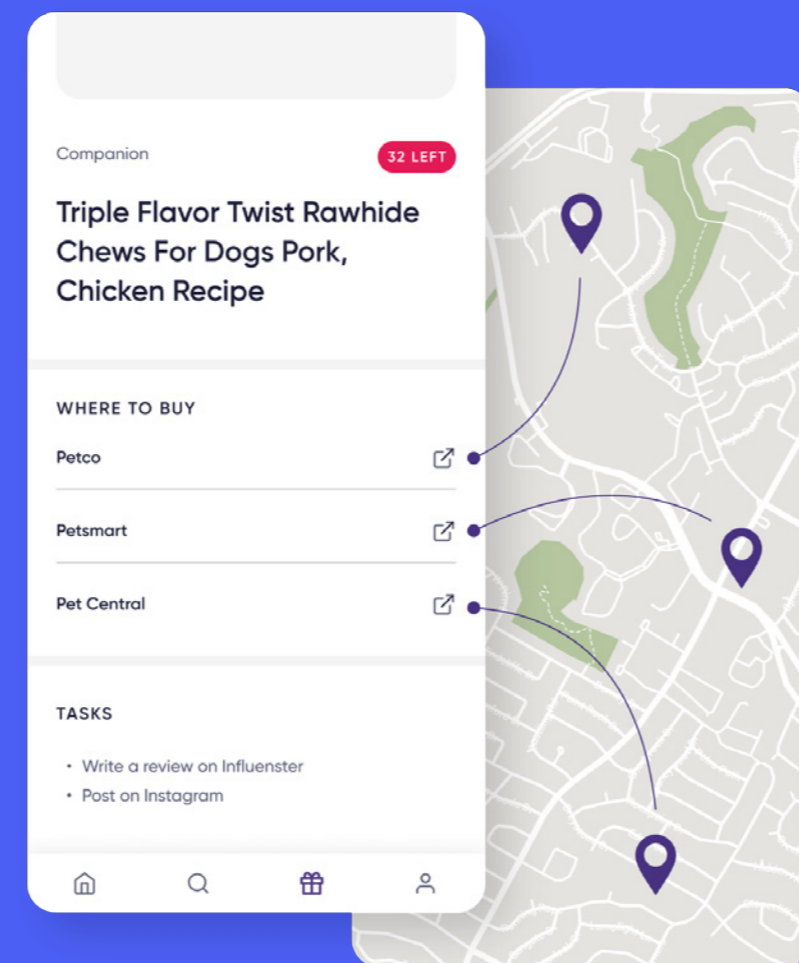 Companion
32 LEFT
Triple Flavor Twist Rawhide
Chews For Dogs Pork,
Chicken Recipe
WHERE TO BUY
Petco
Petsmart
Pet Central
TASKS
• Write a review on Influenster
• Post on Instagram